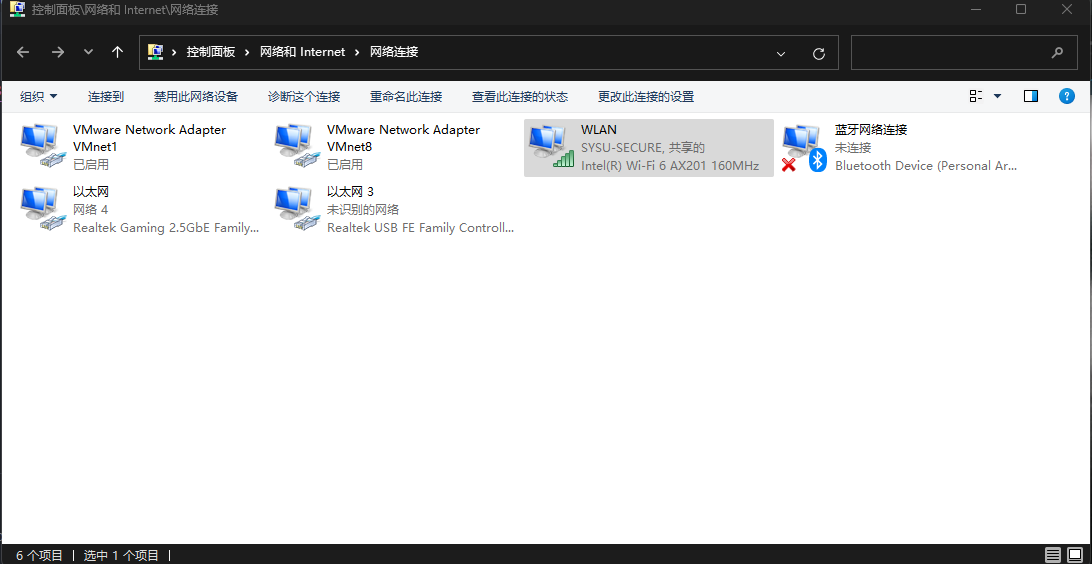 控制面板\网络和 Internet\网络连接
控制面板 › 网络和 Internet › 网络连接
组织 连接到 禁用此网络设备 诊断这个连接 重命名此连接 查看此连接的状态 更改此连接的设置
VMware Network Adapter
VMnet1
已启用
VMware Network Adapter
VMnet8
已启用
WLAN
SYSU-SECURE, 共享的
Intel(R) Wi-Fi 6 AX201 160MHz
蓝牙网络连接
未连接
Bluetooth Device (Personal Ar...
以太网
网络 4
Realtek Gaming 2.5GbE Family...
以太网 3
未识别的网络
Realtek USB FE Family Controll...
6 个项目 | 选中 1 个项目 |